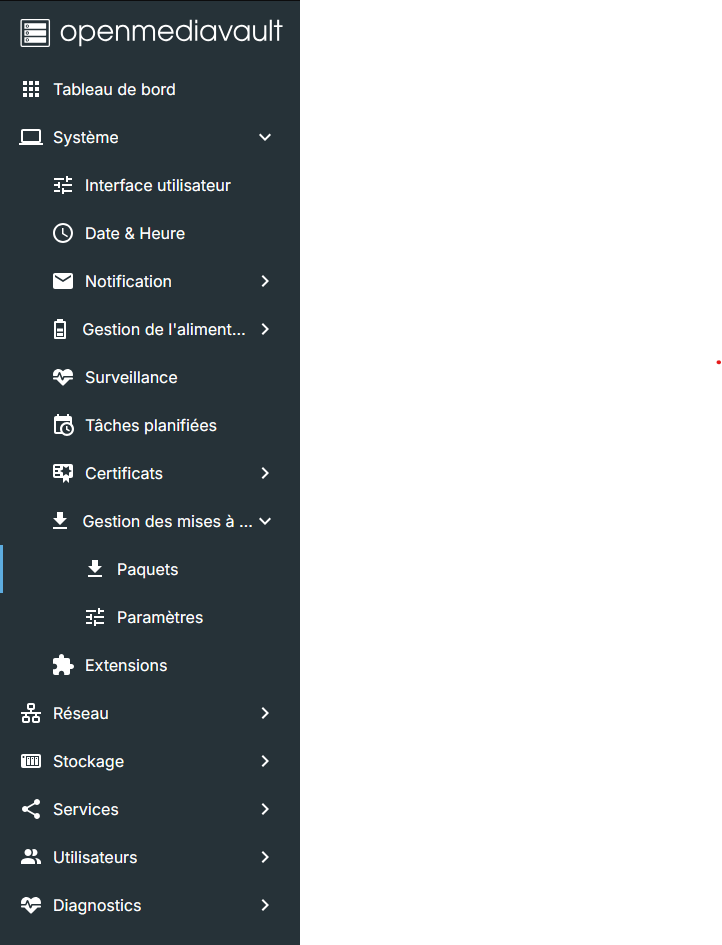 openmediavault
Tableau de bord
Système
Interface utilisateur
Date & Heure
Notification
Gestion de l'aliment...
Surveillance
Tâches planifiées
Certificats
Gestion des mises à ...
Paquets
Paramètres
Extensions
Réseau
Stockage
Services
Utilisateurs
Diagnostics